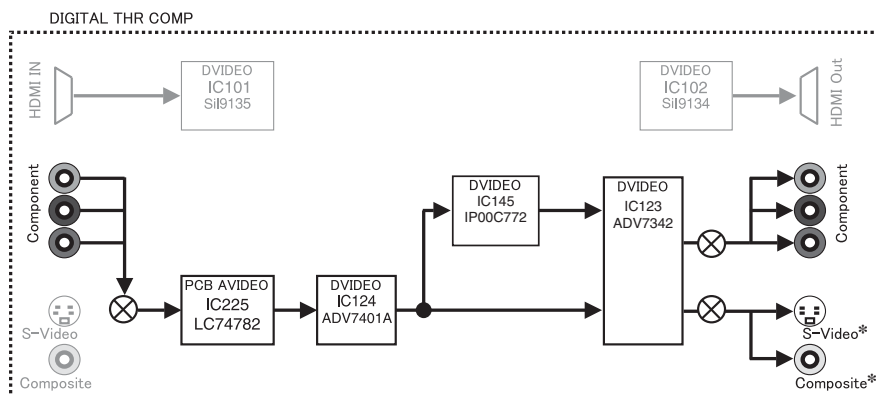 DIGITAL THR COMP
HDMI IN
DVIDEO
IC101
SiI9135
DVIDEO
IC102
SiI9134
HDMI Out
Component
DVIDEO
IC145
IP00C772
DVIDEO
IC123
ADV7342
Component
PCB AVIDEO
IC225
LC74782
DVIDEO
IC124
ADV7401A
S-Video
Composite
S-Video*
Composite*